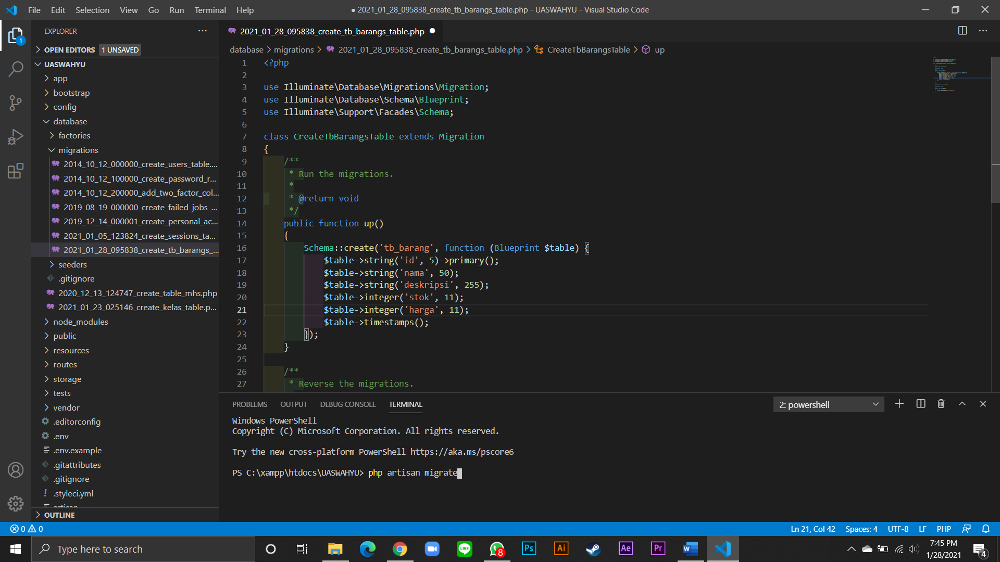 File Edit Selection View Go Run Terminal Help
● 2021_01_28_095838_create_tb_barangs_table.php - UASWAHYU - Visual Studio Code
EXPLORER
OPEN EDITORS 1 UNSAVED
UASWAHYU
app
bootstrap
config
database
factories
migrations
2014_10_12_000000_create_users_table....
2014_10_12_100000_create_password_r...
2014_10_12_200000_add_two_factor_col...
2019_08_19_000000_create_failed_jobs_...
2019_12_14_000001_create_personal_ac...
2021_01_05_123824_create_sessions_ta...
2021_01_28_095838_create_tb_barangs_...
seeders
.gitignore
2020_12_13_124747_create_table_mhs.php
2021_01_23_025146_create_kelas_table.p...
node_modules
public
resources
routes
storage
tests
vendor
.editorconfig
.env
.env.example
.gitattributes
.gitignore
.styleci.yml
artisan
OUTLINE
1
2021_01_28_095838_create_tb_barangs_table.php ●
database > migrations > 2021_01_28_095838_create_tb_barangs_table.php > CreateTbBarangsTable > up
1 <?php
2
3 use Illuminate\Database\Migrations\Migration;
4 use Illuminate\Database\Schema\Blueprint;
5 use Illuminate\Support\Facades\Schema;
6
7 class CreateTbBarangsTable extends Migration
8 {
9 /**
10 * Run the migrations.
11 *
12 * @return void
13 */
14 public function up()
15 {
16 Schema::create('tb_barang', function (Blueprint $table) {
17 $table->string('id', 5)->primary();
18 $table->string('nama', 50);
19 $table->string('deskripsi', 255);
20 $table->integer('stok', 11);
21 $table->integer('harga', 11);
22 $table->timestamps();
23 });
24 }
25
26 /**
27 * Reverse the migrations.
PROBLEMS OUTPUT DEBUG CONSOLE TERMINAL
2: powershell
Windows PowerShell
Copyright (C) Microsoft Corporation. All rights reserved.
Try the new cross-platform PowerShell https://aka.ms/pscore6
PS C:\xampp\htdocs\UASWAHYU> php artisan migrate
0 0
Ln 21, Col 42 Spaces: 4 UTF-8 LF PHP
Type here to search
LINE
8
Ps
Ai
Ae
Pr
W
7:45 PM
1/28/2021
4